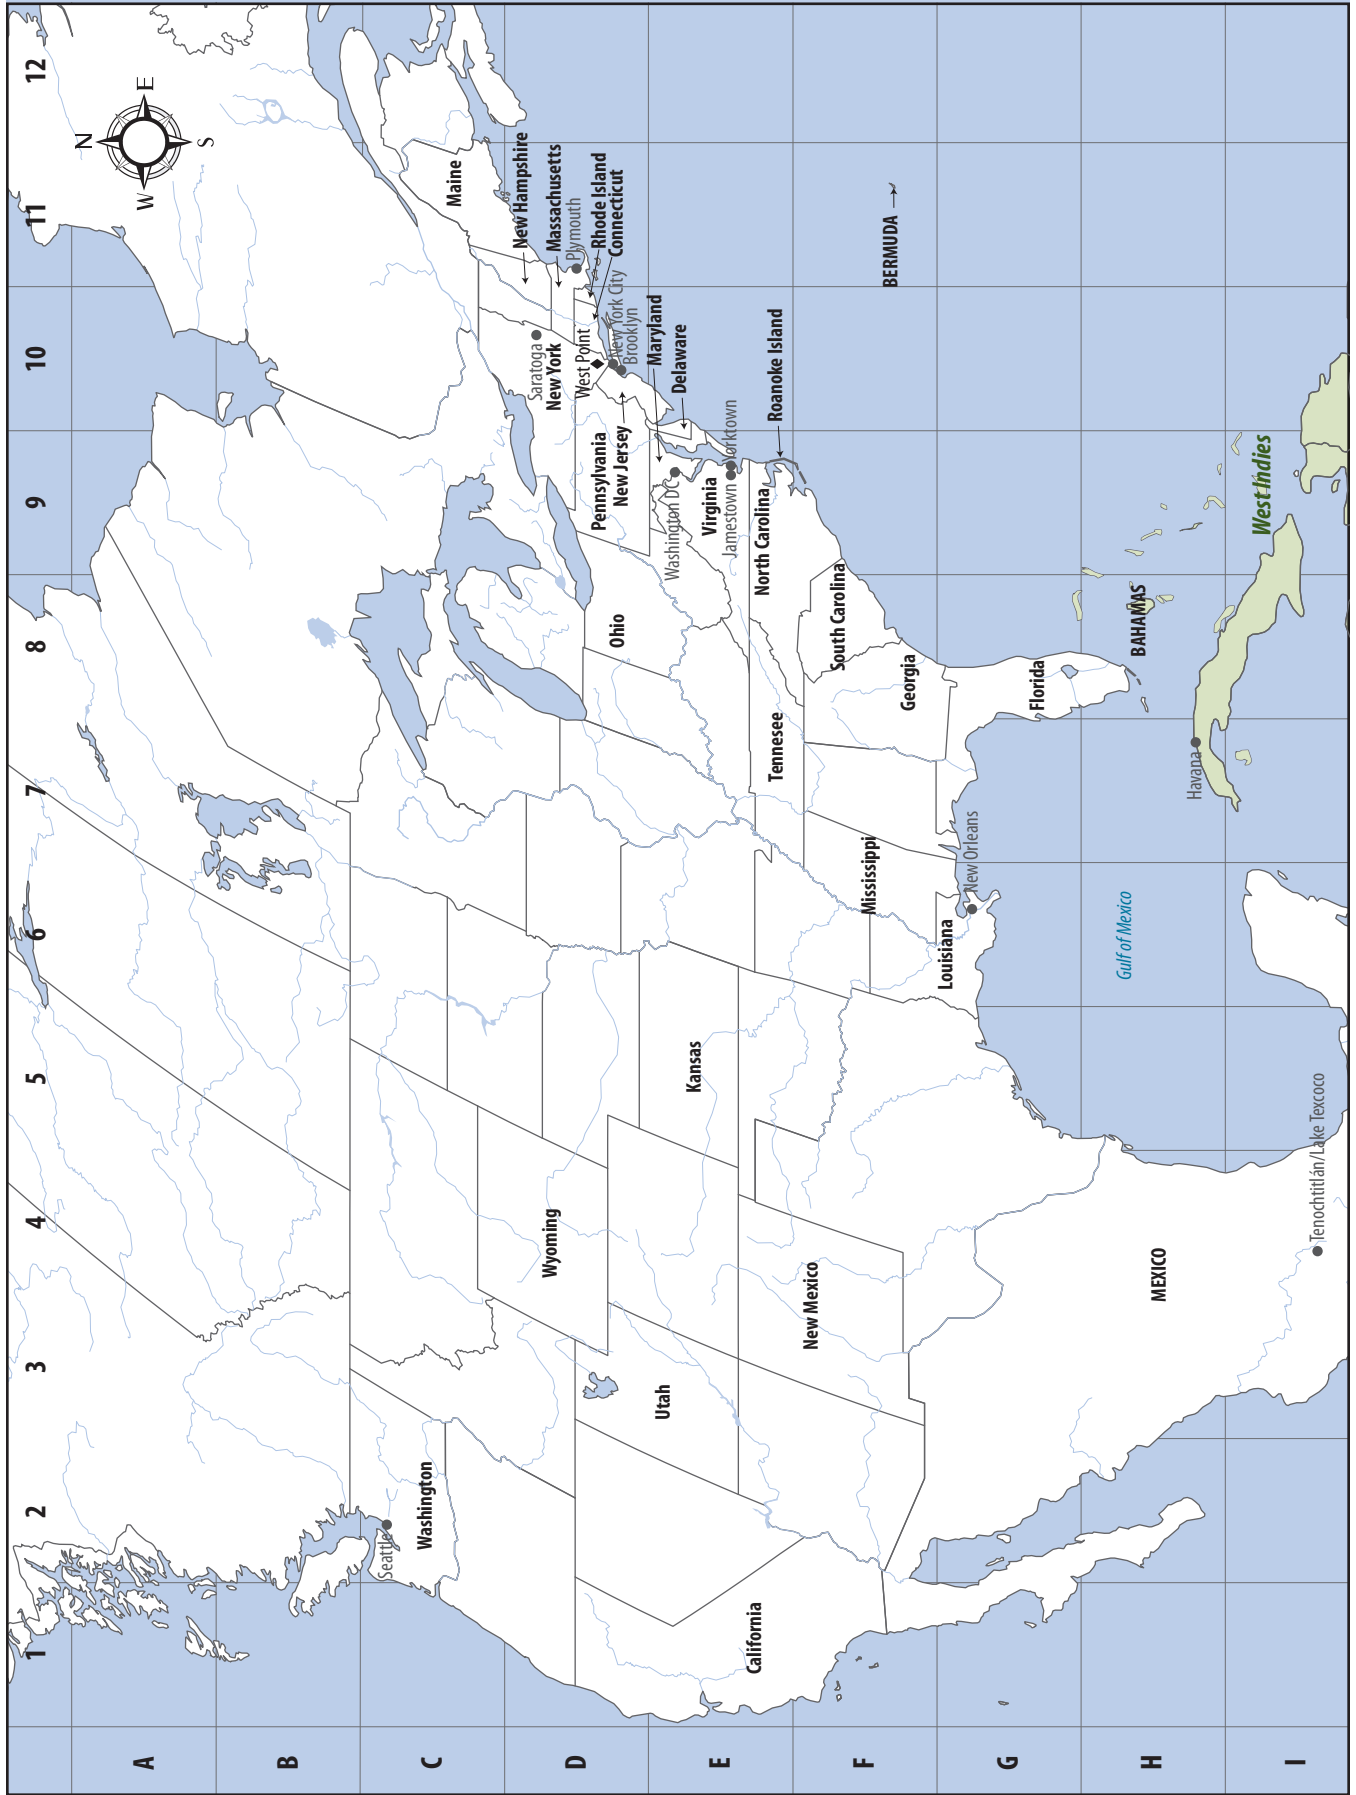 1
2
3
4
5
6
7
8
9
10
11
12
A
B
C
D
E
F
G
H
I
N
E
S
W
Seattle
Washington
California
Utah
Wyoming
New Mexico
Kansas
Louisiana
New Orleans
Mississippi
Tennesee
Ohio
Georgia
Florida
South Carolina
North Carolina
Virginia
Jamestown
Yorktown
Washington DC
Pennsylvania
New Jersey
Maryland
Delaware
Roanoke Island
Saratoga
New York
West Point
New York City
Brooklyn
Maine
New Hampshire
Massachusetts
Plymouth
Rhode Island
Connecticut
BERMUDA
West Indies
BAHAMAS
Havana
Gulf of Mexico
MEXICO
Tenochtitlán/Lake Texcoco